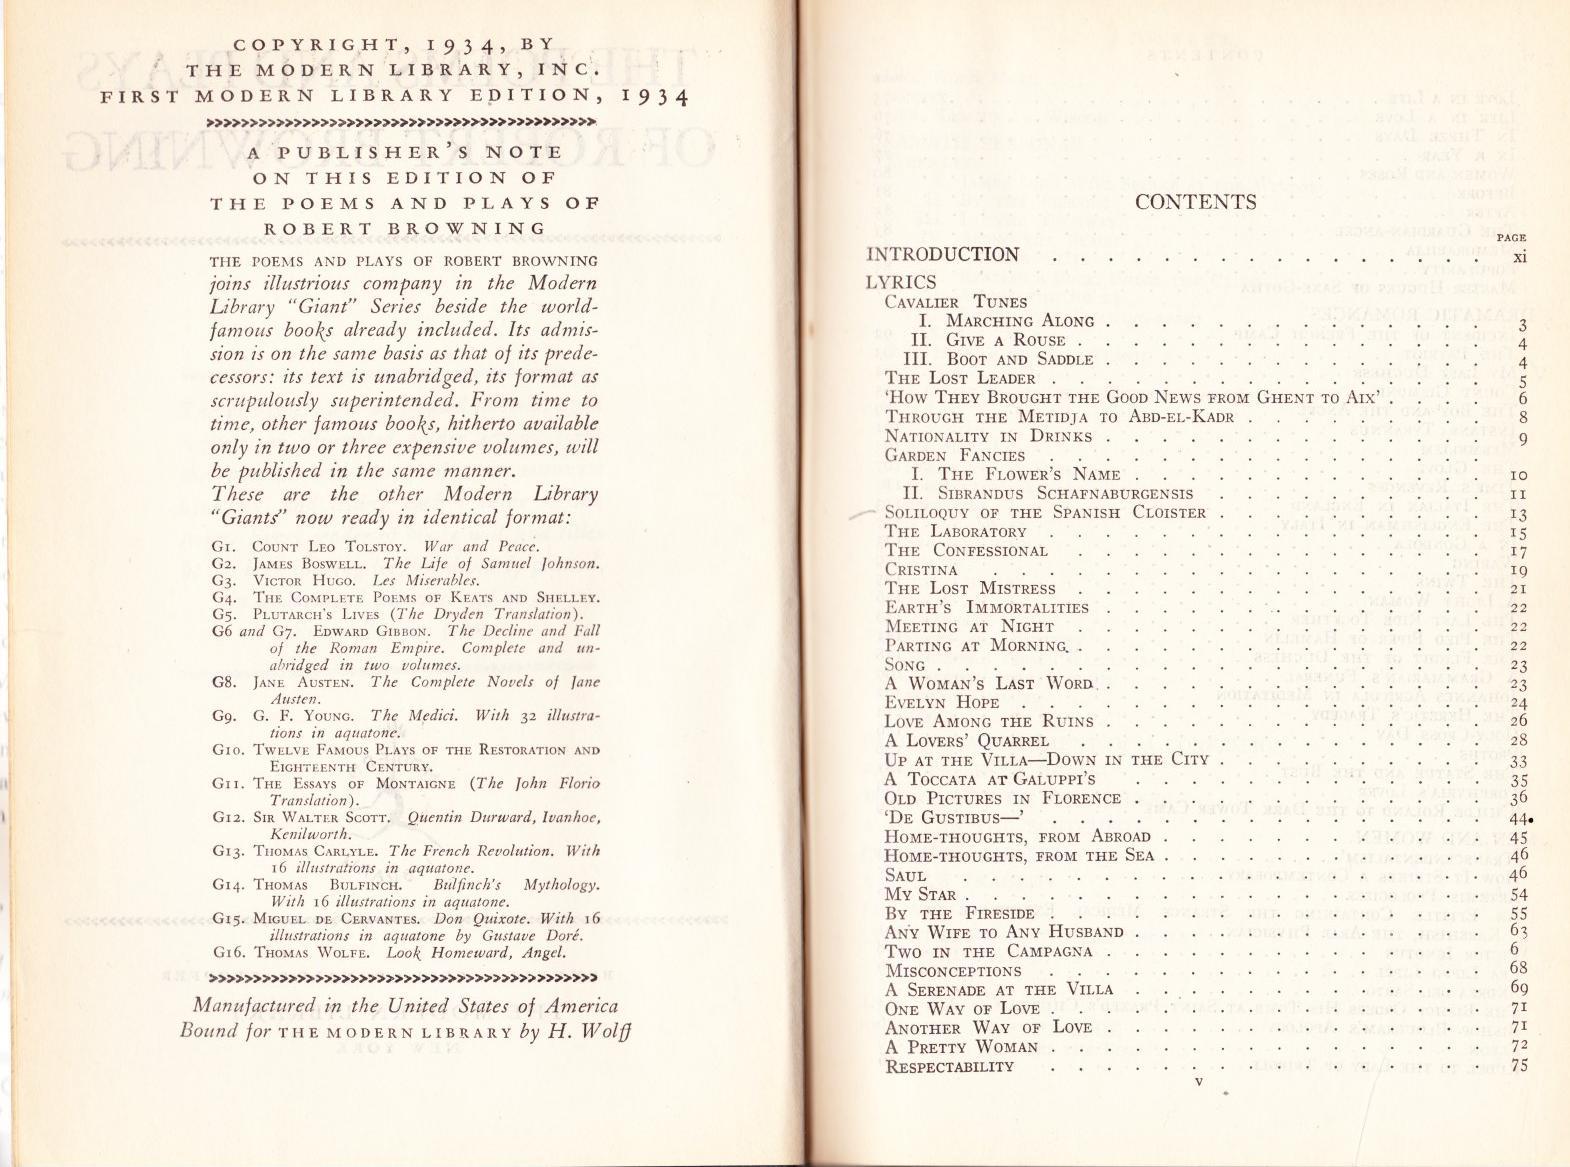 COPYRIGHT, 1934, BY
THE MODERN LIBRARY, INC.
FIRST MODERN LIBRARY EDITION, 1934
A PUBLISHER'S NOTE
ON THIS EDITION OF
THE POEMS AND PLAYS OF
ROBERT BROWNING
THE POEMS AND PLAYS OF ROBERT BROWNING
joins illustrious company in the Modern
Library "Giant" Series beside the world-
famous books already included. Its admis-
sion is on the same basis as that of its prede-
cessors: its text is unabridged, its format as
scrupulously superintended. From time to
time, other famous books, hitherto available
only in two or three expensive volumes, will
be published in the same manner.
These are the other Modern Library
"Giants" now ready in identical format:
G1. COUNT LEO TOLSTOY. War and Peace.
G2. JAMES BOSWELL. The Life of Samuel Johnson.
G3. VICTOR HUGO. Les Miserables.
G4. THE COMPLETE POEMS OF KEATS AND SHELLEY.
G5. PLUTARCH'S LIVES (The Dryden Translation).
G6 and G7. EDWARD GIBBON. The Decline and Fall
of the Roman Empire. Complete and un-
abridged in two volumes.
G8. JANE AUSTEN. The Complete Novels of Jane
Austen.
G9. G. F. YOUNG. The Medici. With 32 illustra-
tions in aquatone.
G10. TWELVE FAMOUS PLAYS OF THE RESTORATION AND
EIGHTEENTH CENTURY.
G11. THE ESSAYS OF MONTAIGNE (The John Florio
Translation).
G12. SIR WALTER SCOTT. Quentin Durward, Ivanhoe,
Kenilworth.
G13. THOMAS CARLYLE. The French Revolution. With
16 illustrations in aquatone.
G14. THOMAS BULFINCH. Bulfinch's Mythology.
With 16 illustrations in aquatone.
G15. MIGUEL DE CERVANTES. Don Quixote. With 16
illustrations in aquatone by Gustave Doré.
G16. THOMAS WOLFE. Look Homeward, Angel.
Manufactured in the United States of America
Bound for THE MODERN LIBRARY by H. Wolff
CONTENTS
PAGE
INTRODUCTION . . . . . . . . . . . . . . . . xi
LYRICS
CAVALIER TUNES
I. MARCHING ALONG . . . . . . . . . . . . . . 3
II. GIVE A ROUSE . . . . . . . . . . . . . . . 4
III. BOOT AND SADDLE . . . . . . . . . . . . . . 4
THE LOST LEADER . . . . . . . . . . . . . . . . 5
'HOW THEY BROUGHT THE GOOD NEWS FROM GHENT TO AIX' . . . . 6
THROUGH THE METIDJA TO ABD-EL-KADR . . . . . . . . . 8
NATIONALITY IN DRINKS . . . . . . . . . . . . . . 9
GARDEN FANCIES . . . . . . . . . . . . . . . .
I. THE FLOWER'S NAME . . . . . . . . . . . . . 10
II. SIBRANDUS SCHAFNABURGENSIS . . . . . . . . . . 11
SOLILOQUY OF THE SPANISH CLOISTER . . . . . . . . . . 13
THE LABORATORY . . . . . . . . . . . . . . . . 15
THE CONFESSIONAL . . . . . . . . . . . . . . . 17
CRISTINA . . . . . . . . . . . . . . . . . . 19
THE LOST MISTRESS . . . . . . . . . . . . . . . 21
EARTH'S IMMORTALITIES . . . . . . . . . . . . . . 22
MEETING AT NIGHT . . . . . . . . . . . . . . . 22
PARTING AT MORNING . . . . . . . . . . . . . . . 22
SONG . . . . . . . . . . . . . . . . . . . . 23
A WOMAN'S LAST WORD . . . . . . . . . . . . . . 23
EVELYN HOPE . . . . . . . . . . . . . . . . . 24
LOVE AMONG THE RUINS . . . . . . . . . . . . . . 26
A LOVERS' QUARREL . . . . . . . . . . . . . . . 28
UP AT THE VILLA—DOWN IN THE CITY . . . . . . . . . . 33
A TOCCATA AT GALUPPI'S . . . . . . . . . . . . . 35
OLD PICTURES IN FLORENCE . . . . . . . . . . . . . 36
'DE GUSTIBUS—' . . . . . . . . . . . . . . . . 44
HOME-THOUGHTS, FROM ABROAD . . . . . . . . . . . . 45
HOME-THOUGHTS, FROM THE SEA . . . . . . . . . . . . 46
SAUL . . . . . . . . . . . . . . . . . . . 46
MY STAR . . . . . . . . . . . . . . . . . . . 54
BY THE FIRESIDE . . . . . . . . . . . . . . . . 55
ANY WIFE TO ANY HUSBAND . . . . . . . . . . . . . 63
TWO IN THE CAMPAGNA . . . . . . . . . . . . . . 6
MISCONCEPTIONS . . . . . . . . . . . . . . . . 68
A SERENADE AT THE VILLA . . . . . . . . . . . . . 69
ONE WAY OF LOVE . . . . . . . . . . . . . . . . 71
ANOTHER WAY OF LOVE . . . . . . . . . . . . . . 71
A PRETTY WOMAN . . . . . . . . . . . . . . . . 72
RESPECTABILITY . . . . . . . . . . . . . . . . 75
v